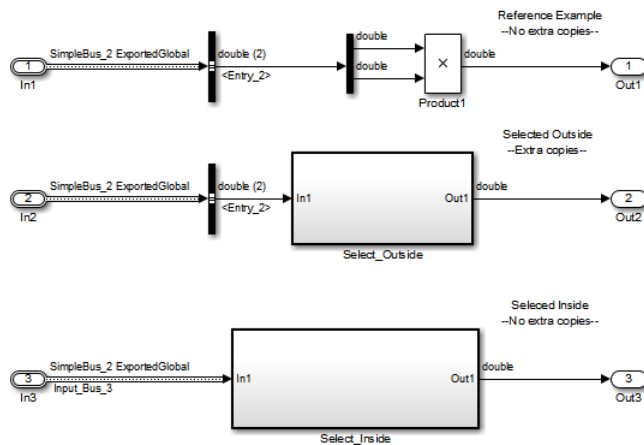 Reference Example
--No extra copies--
SimpleBus_2 ExportedGlobal
double (2)
double
double
double
1
×
1
<Entry_2>
In1
Product1
Out1
Selected Outside
--Extra copies--
SimpleBus_2 ExportedGlobal
double (2)
double
2
In1
Out1
2
<Entry_2>
In2
Out2
Select_Outside
Seleced Inside
--No extra copies--
SimpleBus_2 ExportedGlobal
double
3
In1
Out1
3
Input_Bus_3
In3
Out3
Select_Inside